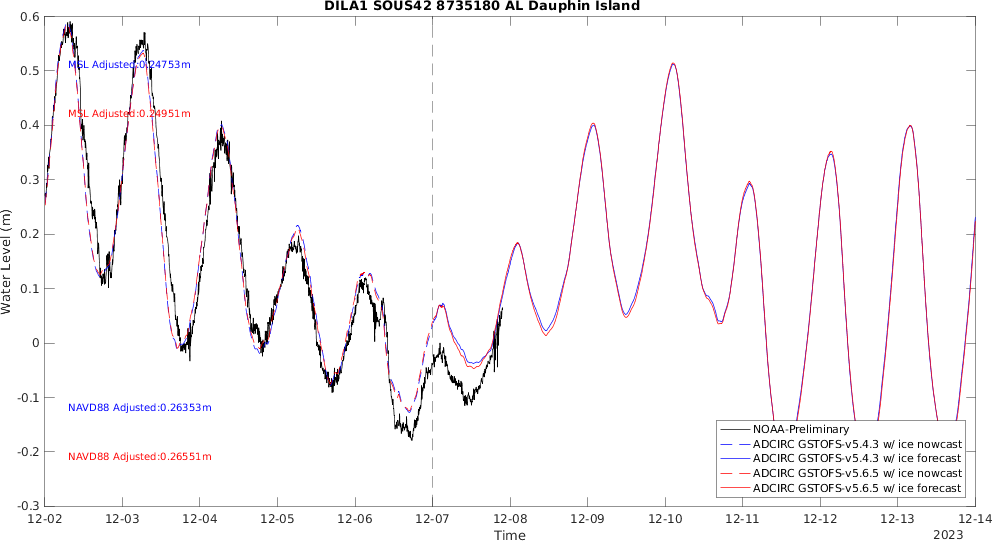 DILA1 SOUS42 8735180 AL Dauphin Island
0.6
0.5
0.4
0.3
0.2
0.1
0
-0.1
-0.2
-0.3
Water Level (m)
MSL Adjusted:0.24753m
MSL Adjusted:0.24951m
NAVD88 Adjusted:0.26353m
NAVD88 Adjusted:0.26551m
NOAA-Preliminary
ADCIRC GSTOFS-v5.4.3 w/ ice nowcast
ADCIRC GSTOFS-v5.4.3 w/ ice forecast
ADCIRC GSTOFS-v5.6.5 w/ ice nowcast
ADCIRC GSTOFS-v5.6.5 w/ ice forecast
12-02 12-03 12-04 12-05 12-06 12-07 12-08 12-09 12-10 12-11 12-12 12-13 12-14
Time
2023